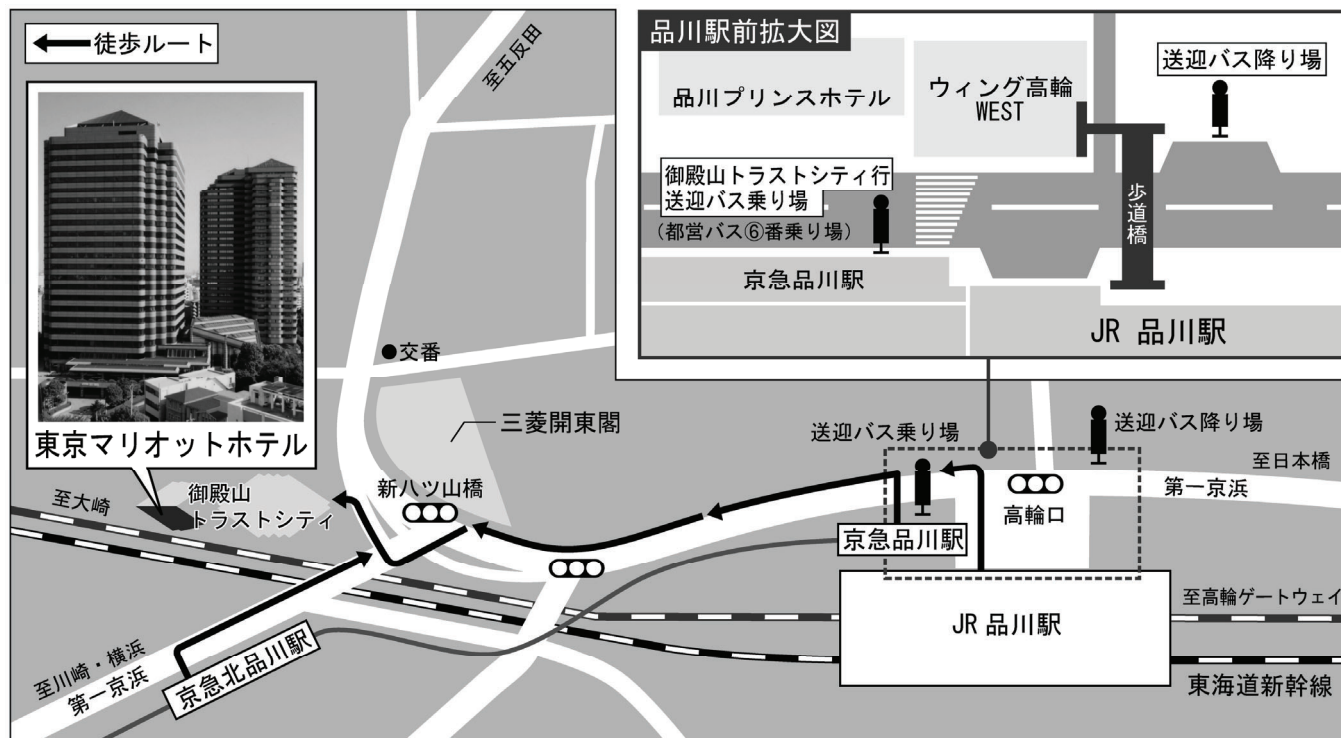 徒歩ルート
東京マリオットホテル
至五反田
交番
三菱開東閣
新八ツ山橋
御殿山
トラストシティ
至大崎
至川崎・横浜
第一京浜
京急北品川駅
品川駅前拡大図
品川プリンスホテル
ウィング高輪
WEST
送迎バス降り場
御殿山トラストシティ行
送迎バス乗り場
(都営バス⑥番乗り場)
歩道橋
京急品川駅
JR 品川駅
送迎バス乗り場
送迎バス降り場
至日本橋
第一京浜
高輪口
京急品川駅
JR 品川駅
至高輪ゲートウェイ
東海道新幹線